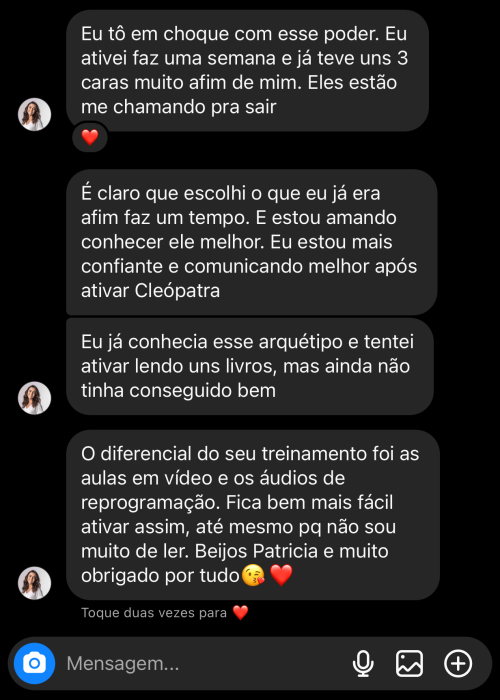 Eu tô em choque com esse poder. Eu
ativei faz uma semana e já teve uns 3
caras muito afim de mim. Eles estão
me chamando pra sair
❤️
É claro que escolhi o que eu já era
afim faz um tempo. E estou amando
conhecer ele melhor. Eu estou mais
confiante e comunicando melhor após
ativar Cleópatra
Eu já conhecia esse arquétipo e tentei
ativar lendo uns livros, mas ainda não
tinha conseguido bem
O diferencial do seu treinamento foi as
aulas em vídeo e os áudios de
reprogramação. Fica bem mais fácil
ativar assim, até mesmo pq não sou
muito de ler. Beijos Patricia e muito
obrigado por tudo😘❤️
Toque duas vezes para ❤️
Mensagem...